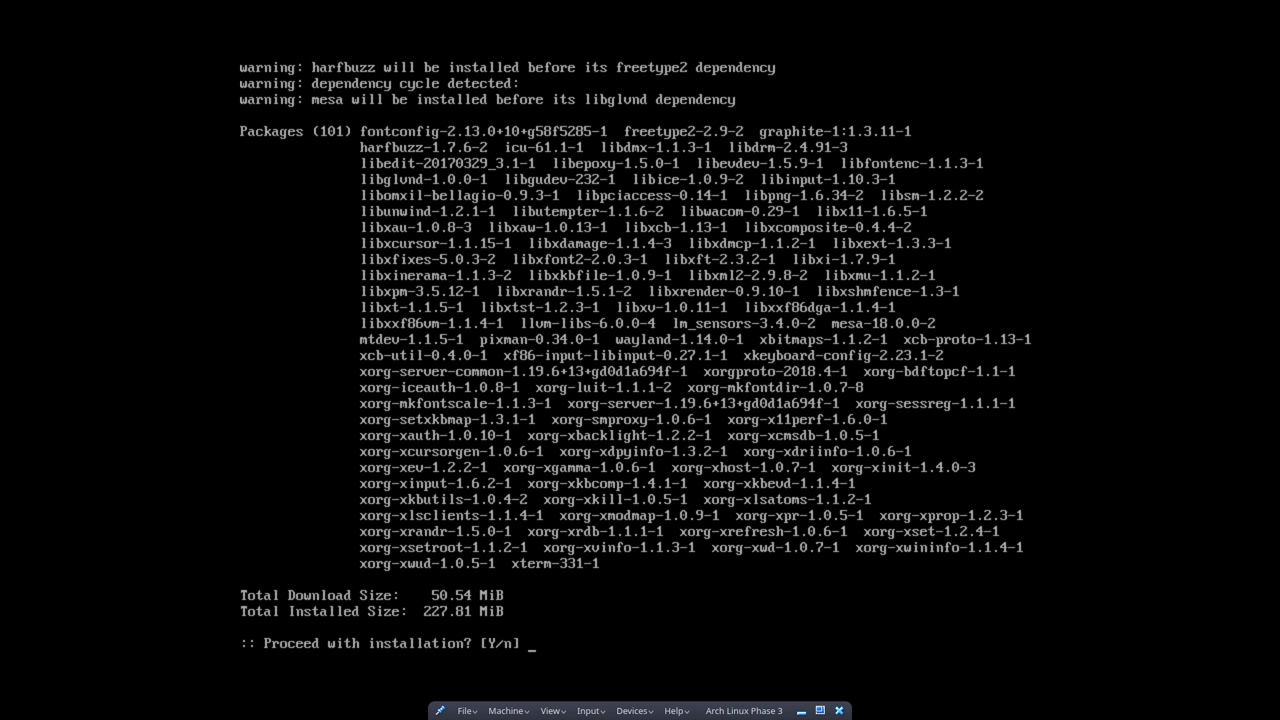 warning: harfbuzz will be installed before its freetype2 dependency
warning: dependency cycle detected:
warning: mesa will be installed before its libglvnd dependency
Packages (101) fontconfig-2.13.0+10+g58f5285-1  freetype2-2.9-2  graphite-1:1.3.11-1
harfbuzz-1.7.6-2  icu-61.1-1  libdmx-1.1.3-1  libdrm-2.4.91-3
libedit-20170329_3.1-1  libepoxy-1.5.0-1  libevdev-1.5.9-1  libfontenc-1.1.3-1
libglvnd-1.0.0-1  libgudev-232-1  libice-1.0.9-2  libinput-1.10.3-1
libomxil-bellagio-0.9.3-1  libpciaccess-0.14-1  libpng-1.6.34-2  libsm-1.2.2-2
libunwind-1.2.1-1  libutempter-1.1.6-2  libwacom-0.29-1  libx11-1.6.5-1
libxau-1.0.8-3  libxaw-1.0.13-1  libxcb-1.13-1  libxcomposite-0.4.4-2
libxcursor-1.1.15-1  libxdamage-1.1.4-3  libxdmcp-1.1.2-1  libxext-1.3.3-1
libxfixes-5.0.3-2  libxfont2-2.0.3-1  libxft-2.3.2-1  libxi-1.7.9-1
libxinerama-1.1.3-2  libxkbfile-1.0.9-1  libxml2-2.9.8-2  libxmu-1.1.2-1
libxpm-3.5.12-1  libxrandr-1.5.1-2  libxrender-0.9.10-1  libxshmfence-1.3-1
libxt-1.1.5-1  libxtst-1.2.3-1  libxv-1.0.11-1  libxxf86dga-1.1.4-1
libxxf86vm-1.1.4-1  llvm-libs-6.0.0-4  lm_sensors-3.4.0-2  mesa-18.0.0-2
mtdev-1.1.5-1  pixman-0.34.0-1  wayland-1.14.0-1  xbitmaps-1.1.2-1  xcb-proto-1.13-1
xcb-util-0.4.0-1  xf86-input-libinput-0.27.1-1  xkeyboard-config-2.23.1-2
xorg-server-common-1.19.6+13+gd0d1a694f-1  xorgproto-2018.4-1  xorg-bdftopcf-1.1-1
xorg-iceauth-1.0.8-1  xorg-luit-1.1.1-2  xorg-mkfontdir-1.0.7-8
xorg-mkfontscale-1.1.3-1  xorg-server-1.19.6+13+gd0d1a694f-1  xorg-sessreg-1.1.1-1
xorg-setxkbmap-1.3.1-1  xorg-smproxy-1.0.6-1  xorg-x11perf-1.6.0-1
xorg-xauth-1.0.10-1  xorg-xbacklight-1.2.2-1  xorg-xcmsdb-1.0.5-1
xorg-xcursorgen-1.0.6-1  xorg-xdpyinfo-1.3.2-1  xorg-xdriinfo-1.0.6-1
xorg-xev-1.2.2-1  xorg-xgamma-1.0.6-1  xorg-xhost-1.0.7-1  xorg-xinit-1.4.0-3
xorg-xinput-1.6.2-1  xorg-xkbcomp-1.4.1-1  xorg-xkbevd-1.1.4-1
xorg-xkbutils-1.0.4-2  xorg-xkill-1.0.5-1  xorg-xlsatoms-1.1.2-1
xorg-xlsclients-1.1.4-1  xorg-xmodmap-1.0.9-1  xorg-xpr-1.0.5-1  xorg-xprop-1.2.3-1
xorg-xrandr-1.5.0-1  xorg-xrdb-1.1.1-1  xorg-xrefresh-1.0.6-1  xorg-xset-1.2.4-1
xorg-xsetroot-1.1.2-1  xorg-xvinfo-1.1.3-1  xorg-xwd-1.0.7-1  xorg-xwininfo-1.1.4-1
xorg-xwud-1.0.5-1  xterm-331-1
Total Download Size:    50.54 MiB
Total Installed Size:  227.81 MiB
:: Proceed with installation? [Y/n] _
File Machine View Input Devices Help Arch Linux Phase 3